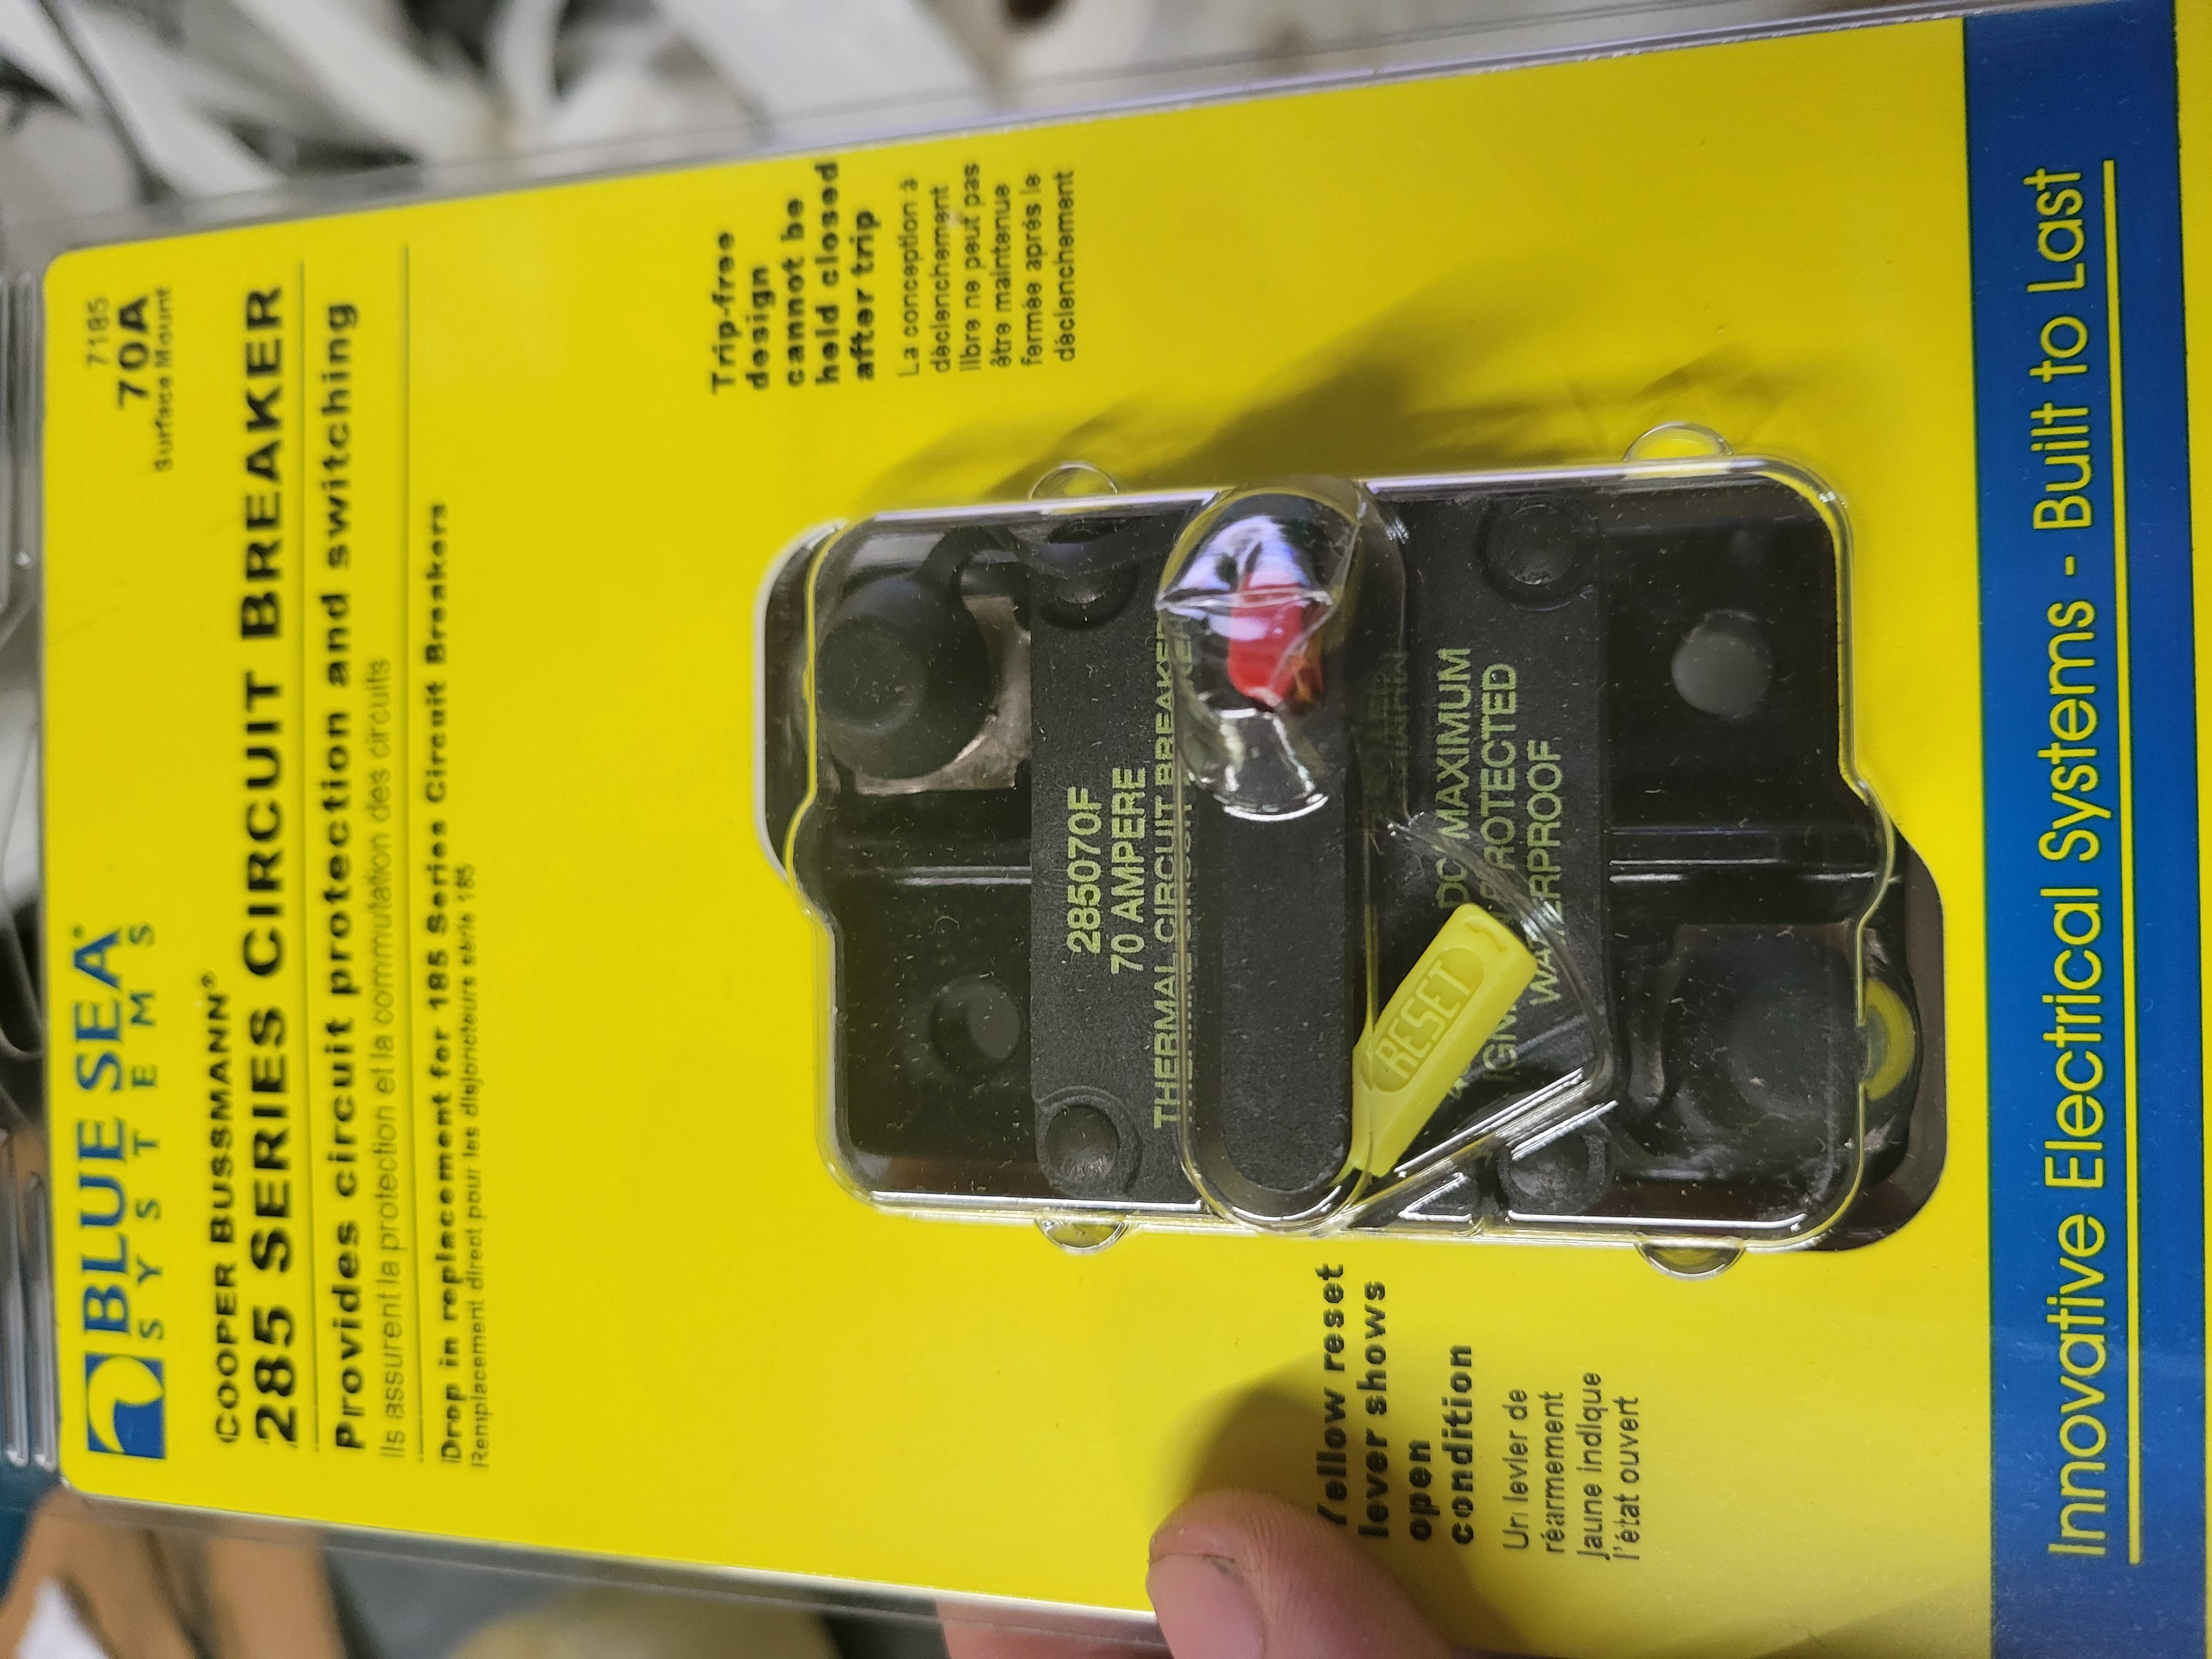 BLUE SEA
SYSTEMS
7185
70A
Surface Mount
COOPER BUSSMANN®
285 SERIES CIRCUIT BREAKER
Provides circuit protection and switching
Ils assurent la protection et la commutation des circuits
Drop in replacement for 185 Series Circuit Breakers
Remplacement direct pour les disjoncteurs série 185
Trip-free
design
cannot be
held closed
after trip
La conception à
déclenchement
libre ne peut pas
être maintenue
fermée après le
déclenchement
285070F
70 AMPERE
THERMAL CIRCUIT BREAKER
DC MAXIMUM
PROTECTED
RESET
Yellow reset
lever shows
open
condition
Un levier de
réarmement
jaune indique
l'état ouvert
Innovative Electrical Systems - Built to Last